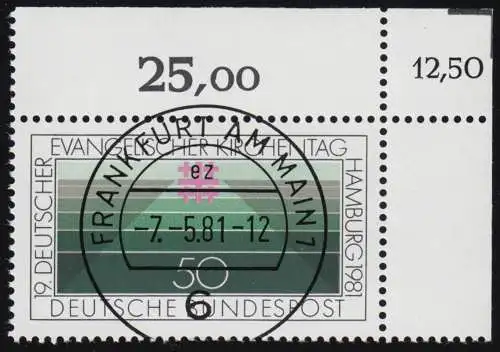 25,00
12,50
19. DEUTSCHER
EVANGELISCHER KIRCHENTAG
HAMBURG 1981
50
DEUTSCHE BUNDESPOST
FRANKFURT AM MAIN 1
ez
-7.-5.81-12
6